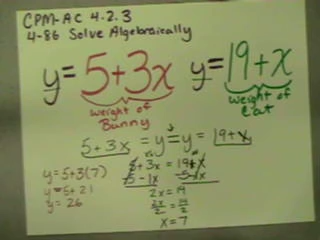 CPM-AC 4.2.3
4-86 Solve Algebraically
y=5+3x y=19+x
weight of Bunny
weight of Cat
5+3x = y = y = 19+x
5+3x = 19+x
-5-1x -5-1x
2x = 14
2x/2 = 14/2
x = 7
y=5+3(7)
y=5+21
y=26